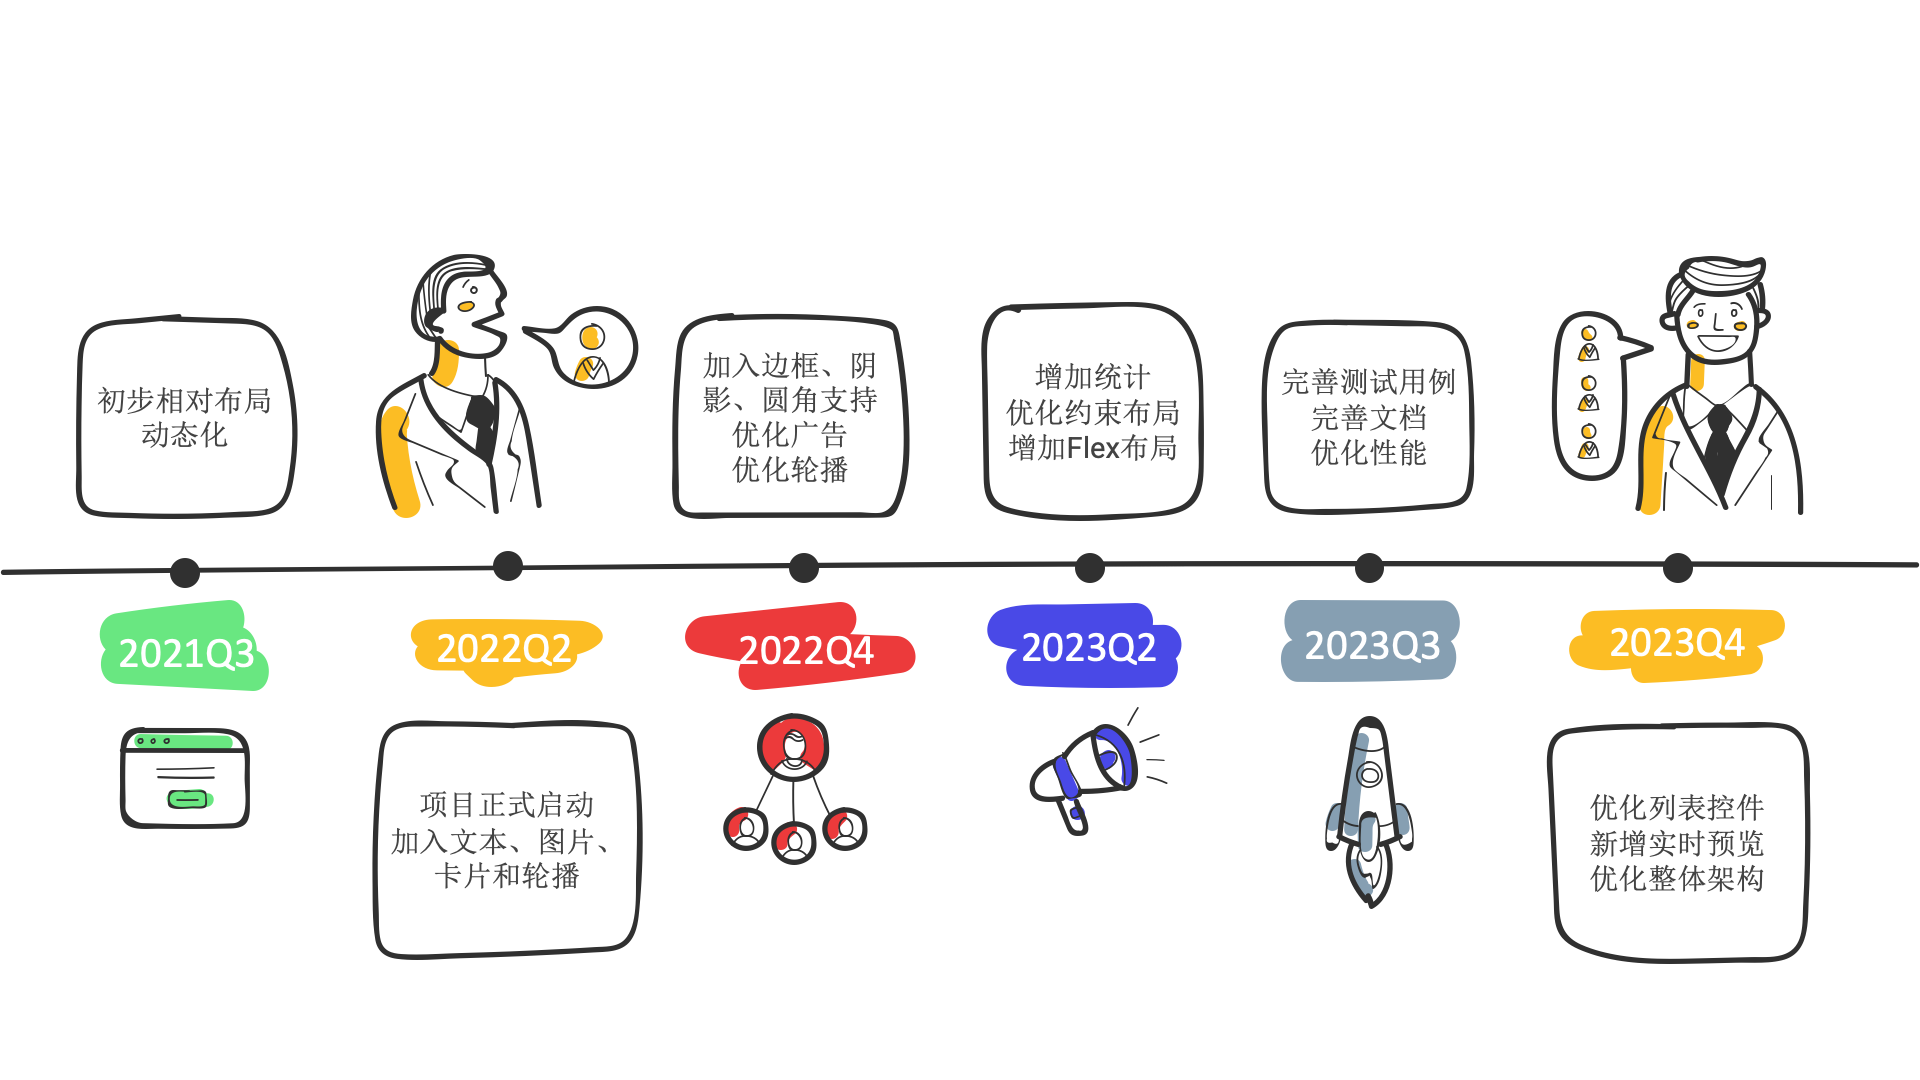 初步相对布局
动态化
加入边框、阴
影、圆角支持
优化广告
优化轮播
增加统计
优化约束布局
增加Flex布局
完善测试用例
完善文档
优化性能
2021Q3
2022Q2
2022Q4
2023Q2
2023Q3
2023Q4
项目正式启动
加入文本、图片、
卡片和轮播
优化列表控件
新增实时预览
优化整体架构